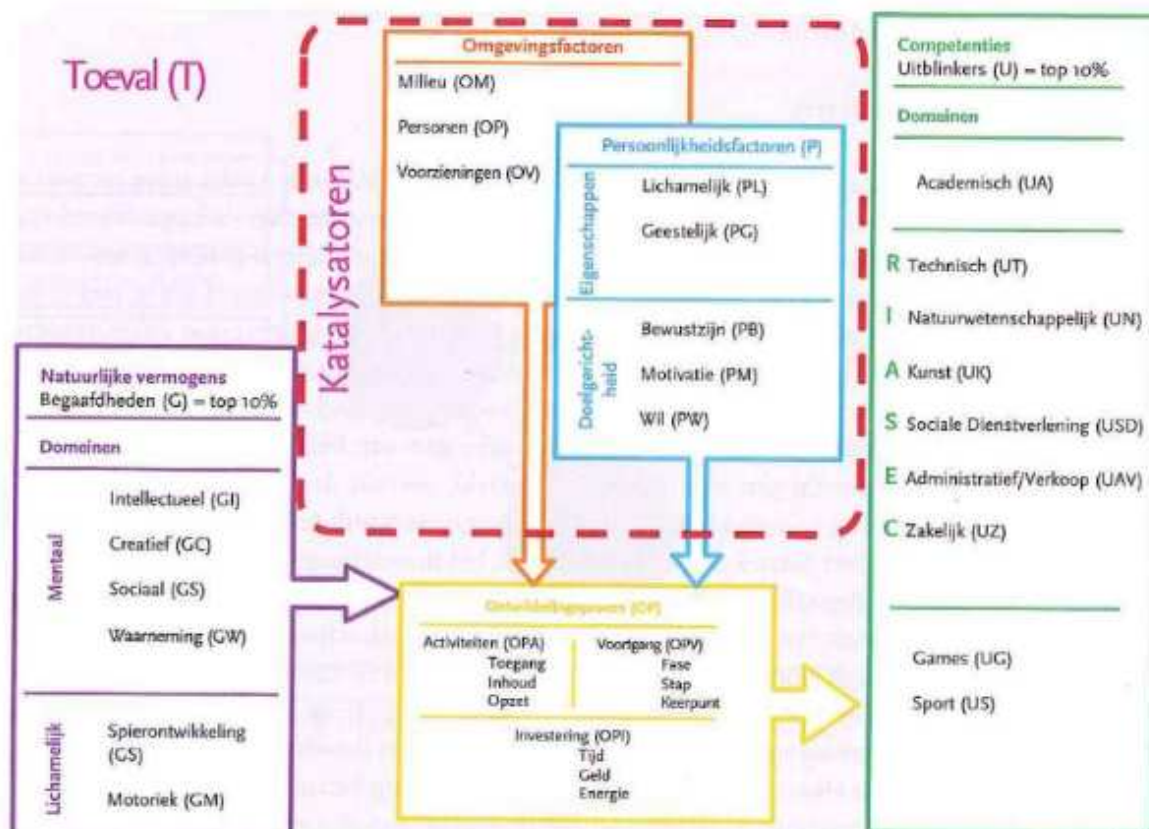 Toeval (T)
Katalysatoren
Omgevingsfactoren
Milieu (OM)
Personen (OP)
Voorzieningen (OV)
Persoonlijkheidsfactoren (P)
Eigenschappen
Lichamelijk (PL)
Geestelijk (PG)
Doelgericht-
heid
Bewustzijn (PB)
Motivatie (PM)
Wil (PW)
Natuurlijke vermogens
Begaafdheden (G) = top 10%
Domeinen
Mentaal
Intellectueel (GI)
Creatief (GC)
Sociaal (GS)
Waarneming (GW)
Lichamelijk
Spierontwikkeling
(GS)
Motoriek (GM)
Ontwikkelingsproces (OP)
Activiteiten (OPA)
Toegang
Inhoud
Opzet
Voortgang (OPV)
Fase
Stap
Keerpunt
Investering (OPI)
Tijd
Geld
Energie
Competenties
Uitblinkers (U) = top 10%
Domeinen
Academisch (UA)
R Technisch (UT)
I Natuurwetenschappelijk (UN)
A Kunst (UK)
S Sociale Dienstverlening (USD)
E Administratief/Verkoop (UAV)
C Zakelijk (UZ)
Games (UG)
Sport (US)